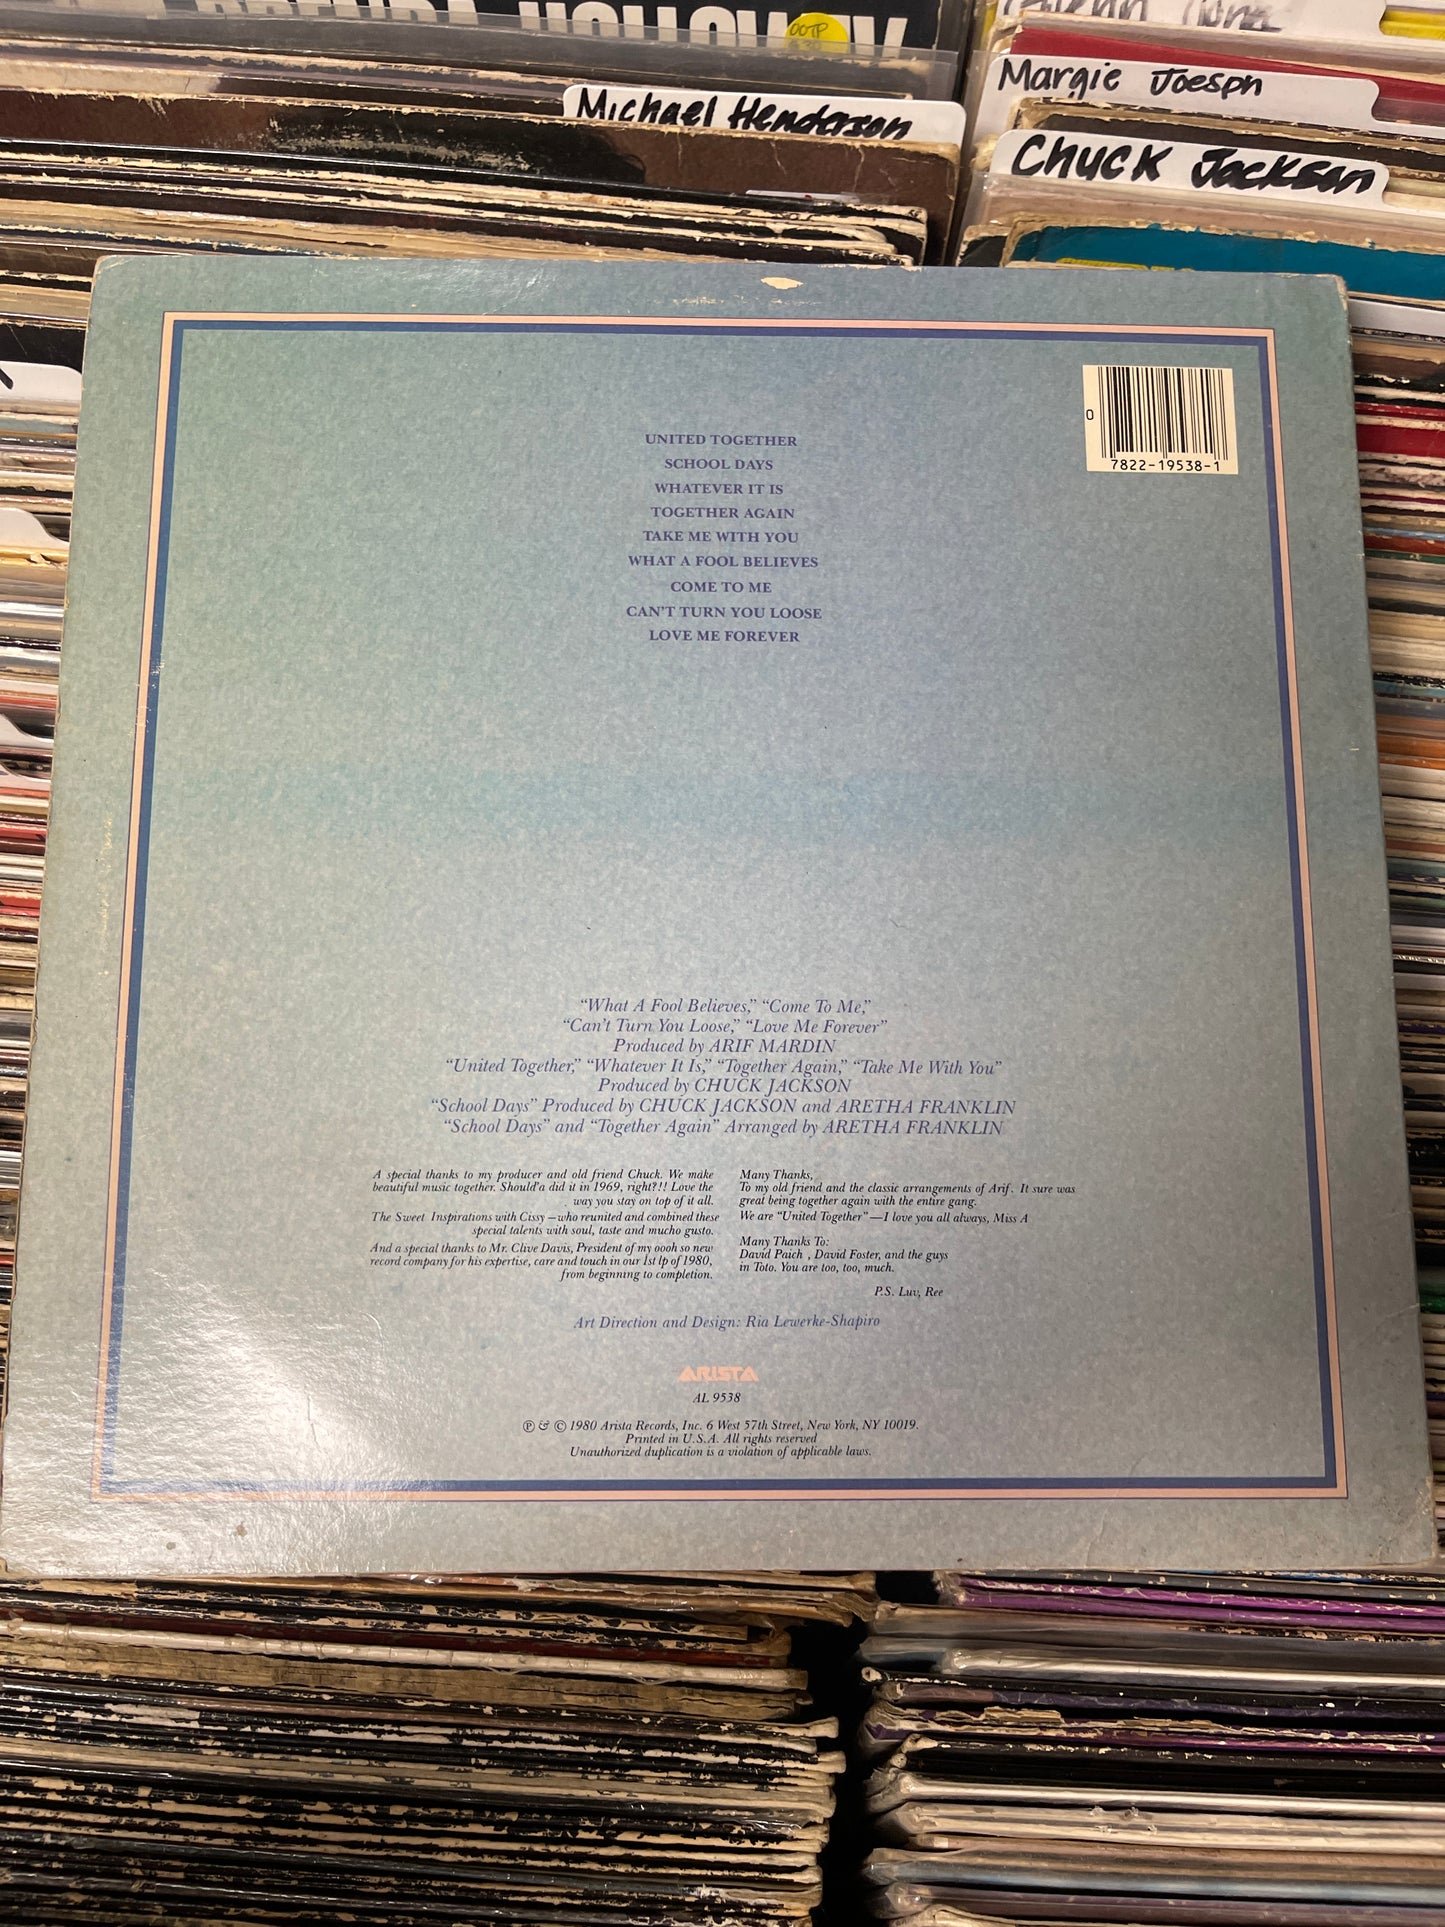 BRENDA HOLLOWAY
OOTP
Michael Henderson
Margie Joespn
Chuck Jackson
UNITED TOGETHER
SCHOOL DAYS
WHATEVER IT IS
TOGETHER AGAIN
TAKE ME WITH YOU
WHAT A FOOL BELIEVES
COME TO ME
CAN'T TURN YOU LOOSE
LOVE ME FOREVER
0
7822-19538-1
"What A Fool Believes," "Come To Me,"
"Can't Turn You Loose," "Love Me Forever"
Produced by ARIF MARDIN
"United Together," "Whatever It Is," "Together Again," "Take Me With You"
Produced by CHUCK JACKSON
"School Days" Produced by CHUCK JACKSON and ARETHA FRANKLIN
"School Days" and "Together Again" Arranged by ARETHA FRANKLIN
A special thanks to my producer and old friend Chuck. We make
beautiful music together. Should'a did it in 1969, right?!! Love the
way you stay on top of it all.
The Sweet Inspirations with Cissy – who reunited and combined these
special talents with soul, taste and mucho gusto.
And a special thanks to Mr. Clive Davis, President of my oooh so new
record company for his expertise, care and touch in our 1st lp of 1980,
from beginning to completion.
Many Thanks,
To my old friend and the classic arrangements of Arif. It sure was
great being together again with the entire gang.
We are "United Together" — I love you all always, Miss A
Many Thanks To:
David Paich , David Foster, and the guys
in Toto. You are too, too, much.
P.S. Luv, Ree
Art Direction and Design: Ria Lewerke-Shapiro
ARISTA
AL 9538
Ⓟ & © 1980 Arista Records, Inc. 6 West 57th Street, New York, NY 10019.
Printed in U.S.A. All rights reserved
Unauthorized duplication is a violation of applicable laws.